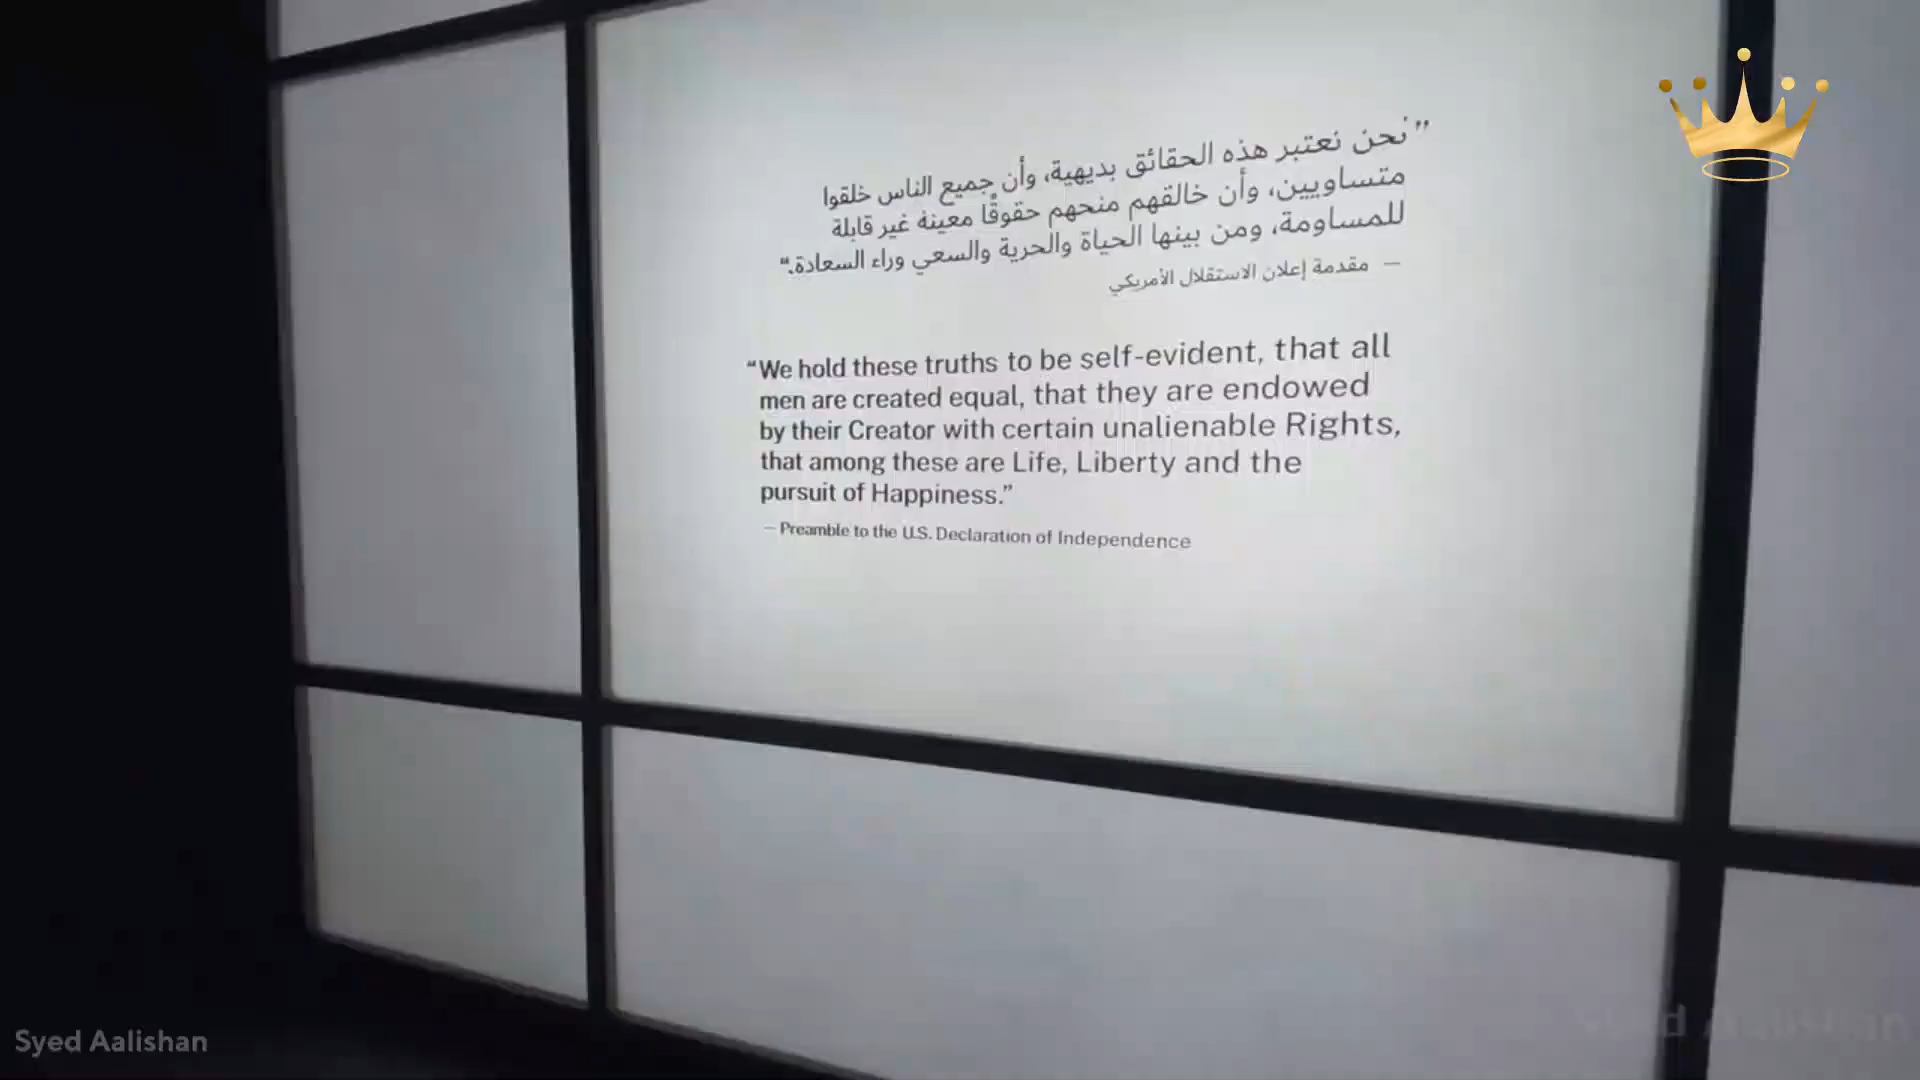 ”نحن نعتبر هذه الحقائق بديهية، وأن جميع الناس خلقوا
متساويين، وأن خالقهم منحهم حقوقًا معينة غير قابلة
للمساومة، ومن بينها الحياة والحرية والسعي وراء السعادة.“
— مقدمة إعلان الاستقلال الأمريكي
“We hold these truths to be self-evident, that all
men are created equal, that they are endowed
by their Creator with certain unalienable Rights,
that among these are Life, Liberty and the
pursuit of Happiness.”
— Preamble to the U.S. Declaration of Independence
Syed Aalishan
Syed Aalishan